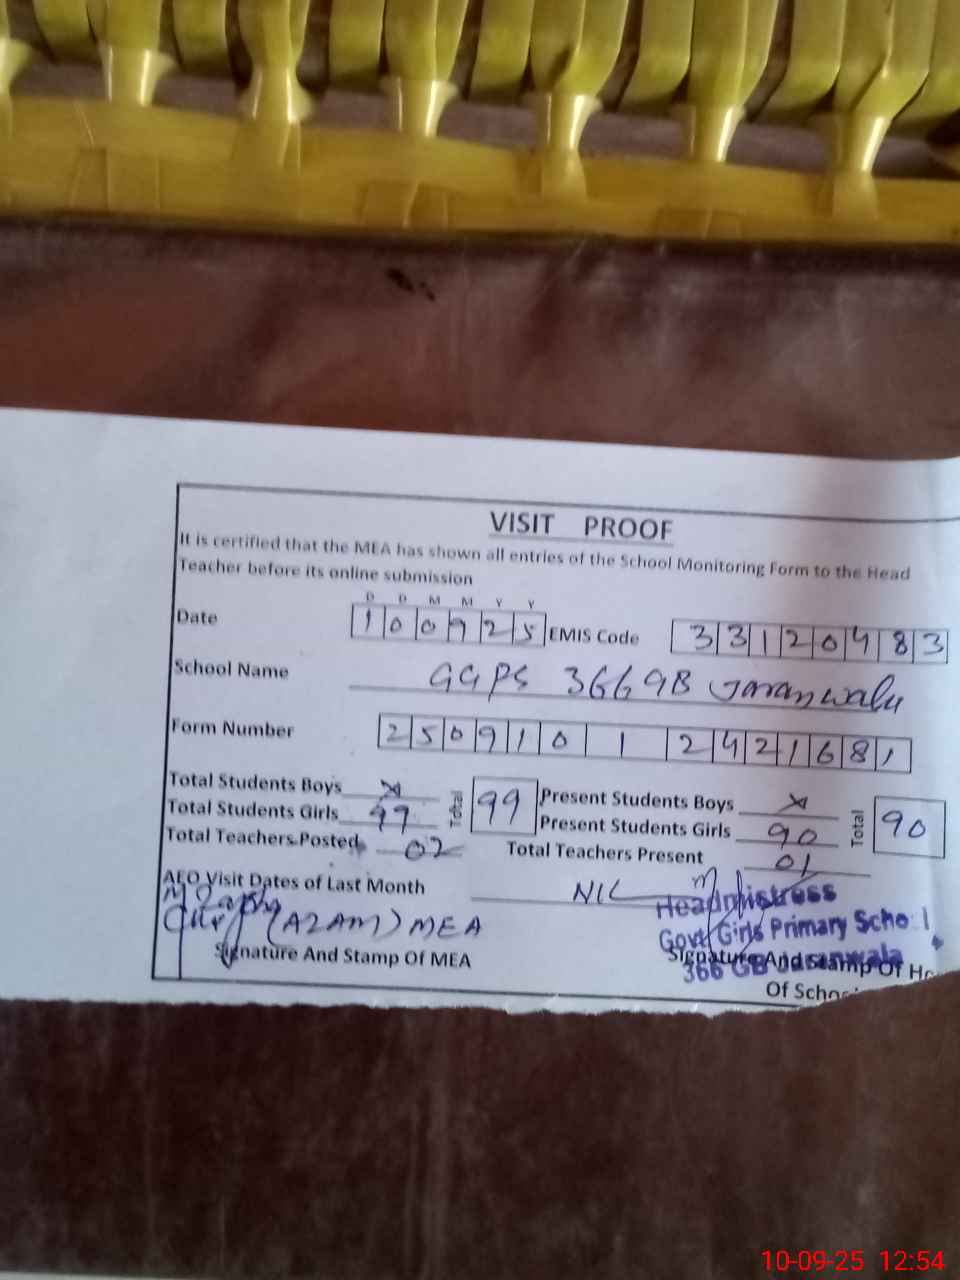 VISIT PROOF
It is certified that the MEA has shown all entries of the School Monitoring Form to the Head
Teacher before its online submission
D D M M Y Y
Date 1 0 0 9 2 5 EMIS Code 3 3 1 2 0 4 8 3
School Name GGPS 366 GB Jaranwala
Form Number 2 5 0 9 1 0 1 2 4 2 1 6 8 1
Total Students Boys x Total 99 Present Students Boys x Total 90
Total Students Girls 99 Present Students Girls 90
Total Teachers Posted 02 Total Teachers Present 01
AEO Visit Dates of Last Month NIL
(AZAM) MEA
Headmistress
Govt Girls Primary Schol
366 GB Jaranwala
Signature And Stamp Of MEA Signature And Stamp Of
Of
10-09-25 12:54